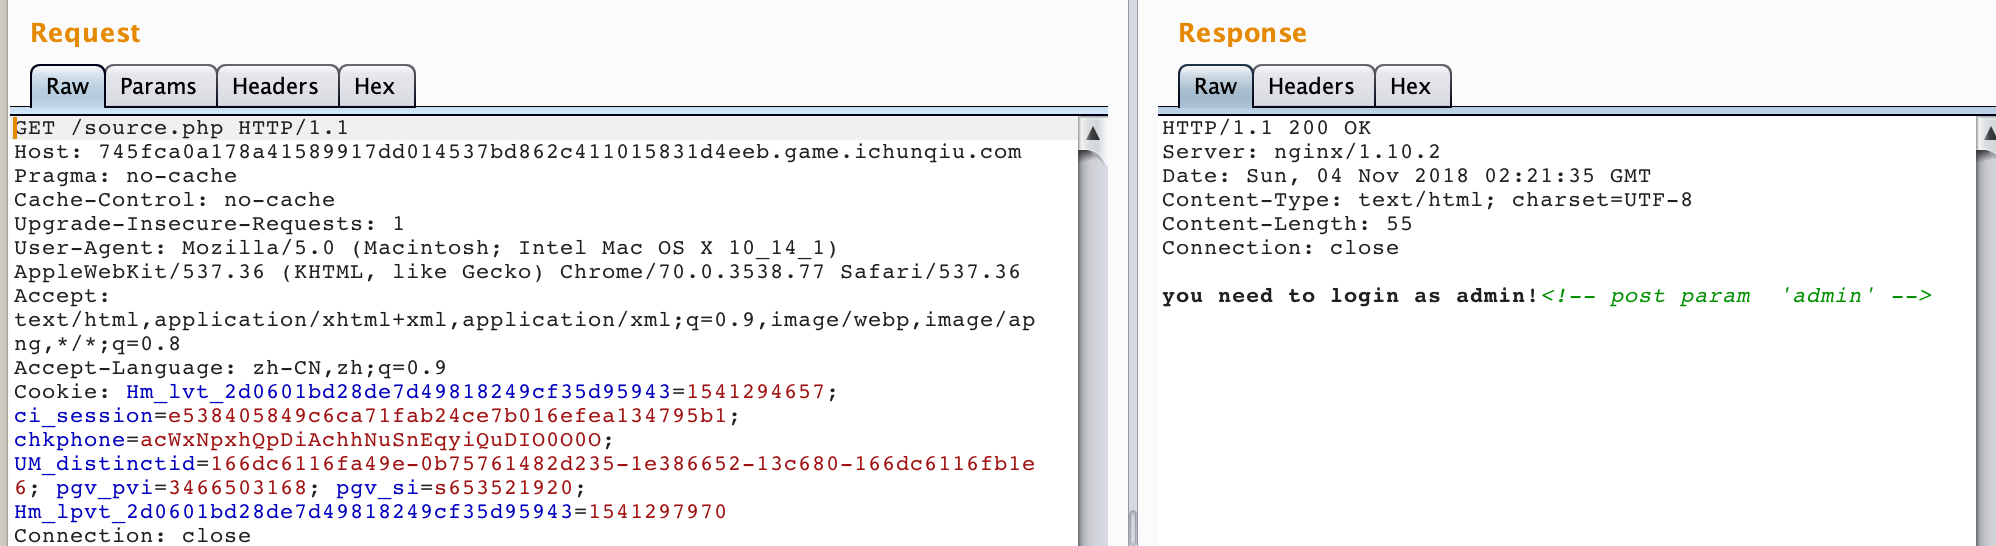 Request
Raw Params Headers Hex
GET /source.php HTTP/1.1
Host: 745fca0a178a41589917dd014537bd862c411015831d4eeb.game.ichunqiu.com
Pragma: no-cache
Cache-Control: no-cache
Upgrade-Insecure-Requests: 1
User-Agent: Mozilla/5.0 (Macintosh; Intel Mac OS X 10_14_1)
AppleWebKit/537.36 (KHTML, like Gecko) Chrome/70.0.3538.77 Safari/537.36
Accept:
text/html,application/xhtml+xml,application/xml;q=0.9,image/webp,image/ap
ng,*/*;q=0.8
Accept-Language: zh-CN,zh;q=0.9
Cookie: Hm_lvt_2d0601bd28de7d49818249cf35d95943=1541294657;
ci_session=e538405849c6ca71fab24ce7b016efea134795b1;
chkphone=acWxNpxhQpDiAchhNuSnEqyiQuDIO0O0O;
UM_distinctid=166dc6116fa49e-0b75761482d235-1e386652-13c680-166dc6116fb1e
6; pgv_pvi=3466503168; pgv_si=s653521920;
Hm_lpvt_2d0601bd28de7d49818249cf35d95943=1541297970
Connection: close
Response
Raw Headers Hex
HTTP/1.1 200 OK
Server: nginx/1.10.2
Date: Sun, 04 Nov 2018 02:21:35 GMT
Content-Type: text/html; charset=UTF-8
Content-Length: 55
Connection: close
you need to login as admin!<!-- post param  'admin' -->